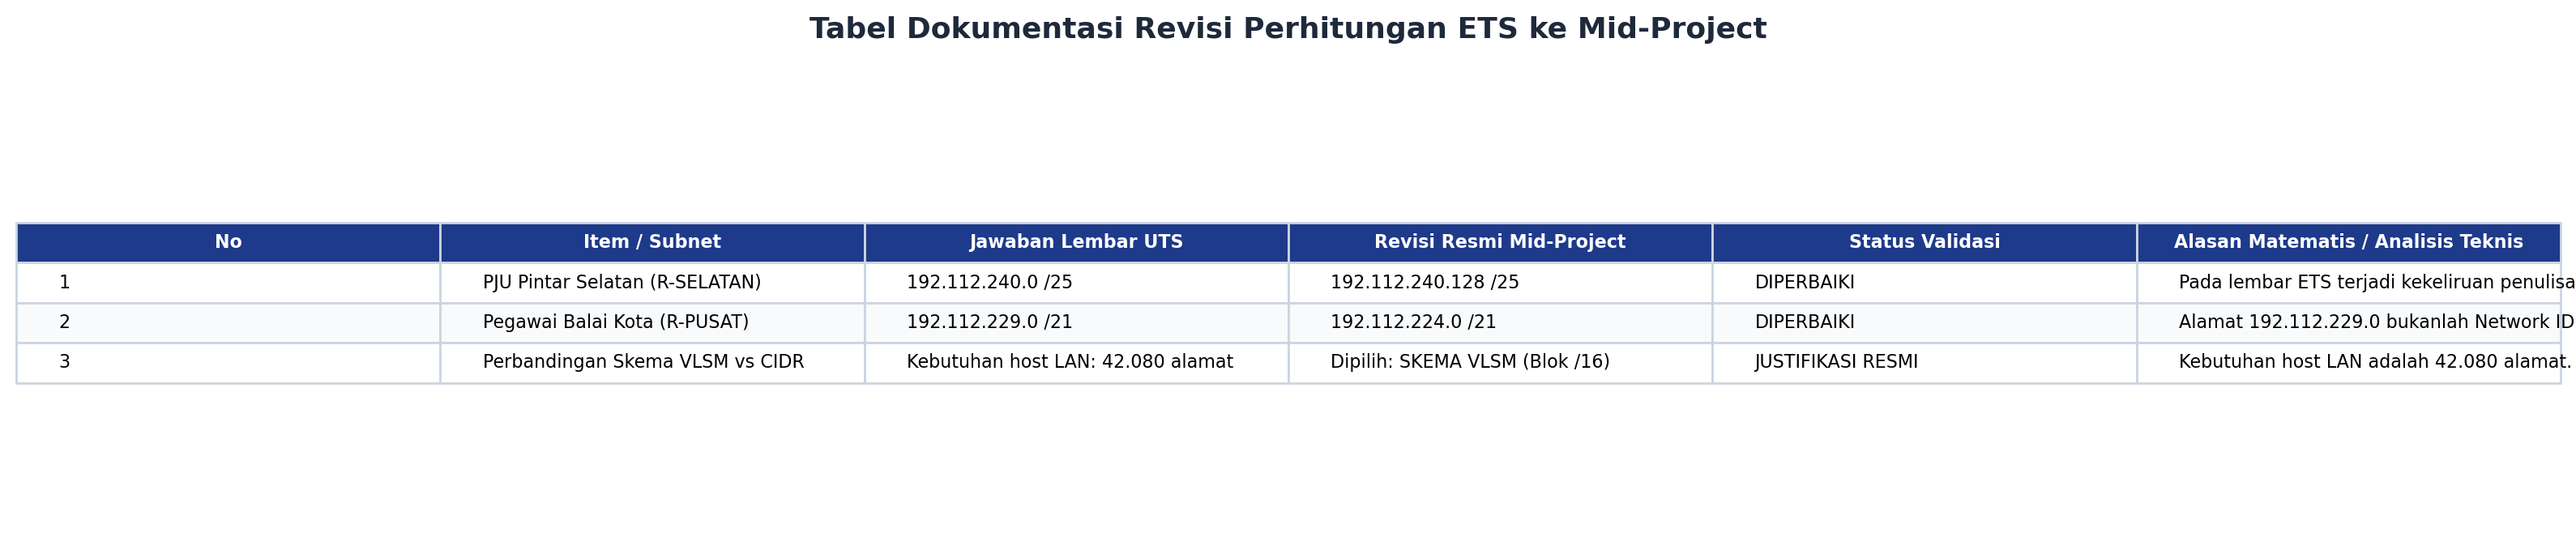 Tabel Dokumentasi Revisi Perhitungan ETS ke Mid-Project
No Item / Subnet Jawaban Lembar UTS Revisi Resmi Mid-Project Status Validasi Alasan Matematis / Analisis Teknis
1 PJU Pintar Selatan (R-SELATAN) 192.112.240.0 /25 192.112.240.128 /25 DIPERBAIKI Pada lembar ETS terjadi kekeliruan penulisa
2 Pegawai Balai Kota (R-PUSAT) 192.112.229.0 /21 192.112.224.0 /21 DIPERBAIKI Alamat 192.112.229.0 bukanlah Network ID
3 Perbandingan Skema VLSM vs CIDR Kebutuhan host LAN: 42.080 alamat Dipilih: SKEMA VLSM (Blok /16) JUSTIFIKASI RESMI Kebutuhan host LAN adalah 42.080 alamat.